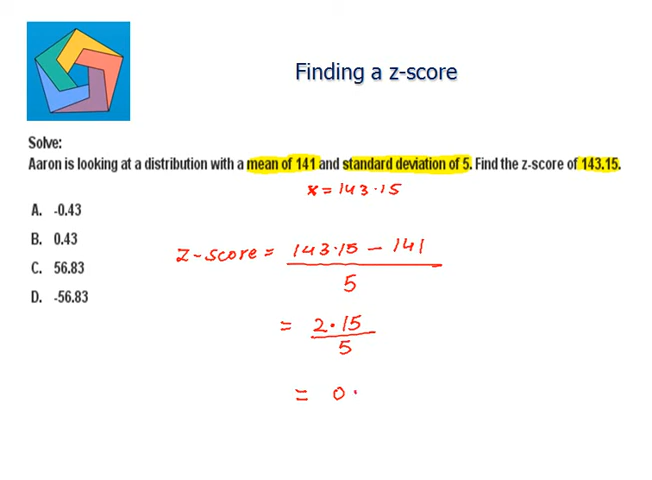 Finding a z-score
Solve:
Aaron is looking at a distribution with a mean of 141 and standard deviation of 5. Find the z-score of 143.15.
x = 143.15
A. -0.43
B. 0.43
C. 56.83
D. -56.83
z-score = 143.15 - 141
5
= 2.15
5
= 0.